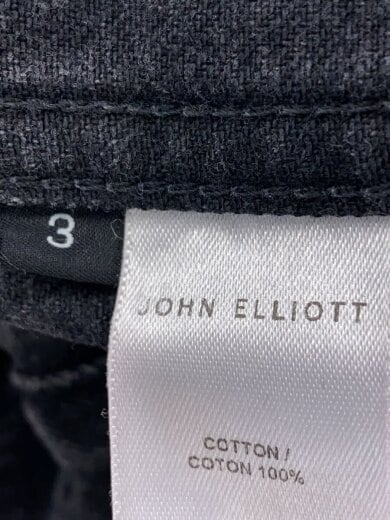 3
JOHN ELLIOTT
COTTON /
COTON 100%